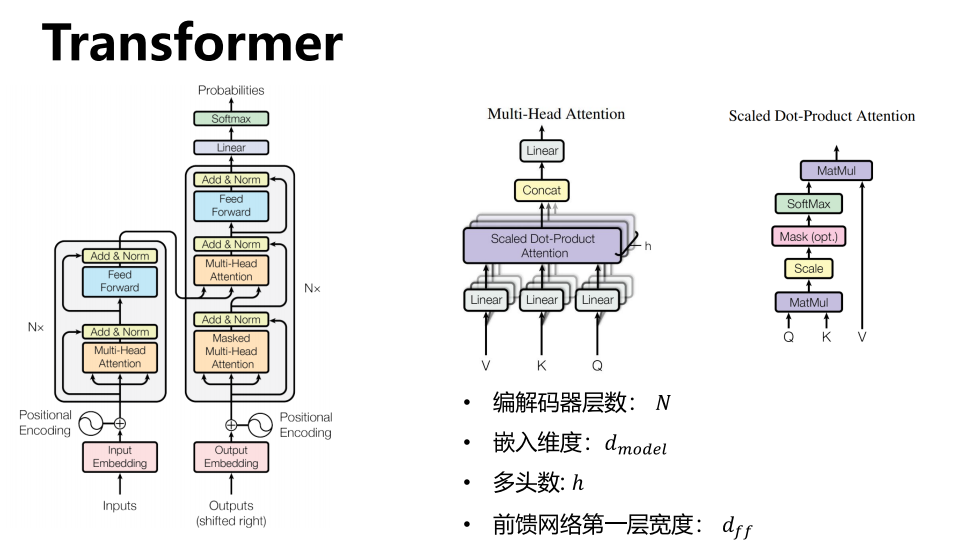 Transformer
Probabilities
Softmax
Linear
Add & Norm
Feed
Forward
Add & Norm
Multi-Head
Attention
Add & Norm
Masked
Multi-Head
Attention
N×
Add & Norm
Feed
Forward
N×
Add & Norm
Multi-Head
Attention
Positional
Encoding
Positional
Encoding
Input
Embedding
Output
Embedding
Inputs
Outputs
(shifted right)
Multi-Head Attention
Linear
Concat
Scaled Dot-Product
Attention
h
Linear
Linear
Linear
V
K
Q
Scaled Dot-Product Attention
MatMul
SoftMax
Mask (opt.)
Scale
MatMul
Q
K
V
• 编解码器层数： N
• 嵌入维度：d_model
• 多头数: h
• 前馈网络第一层宽度： d_ff